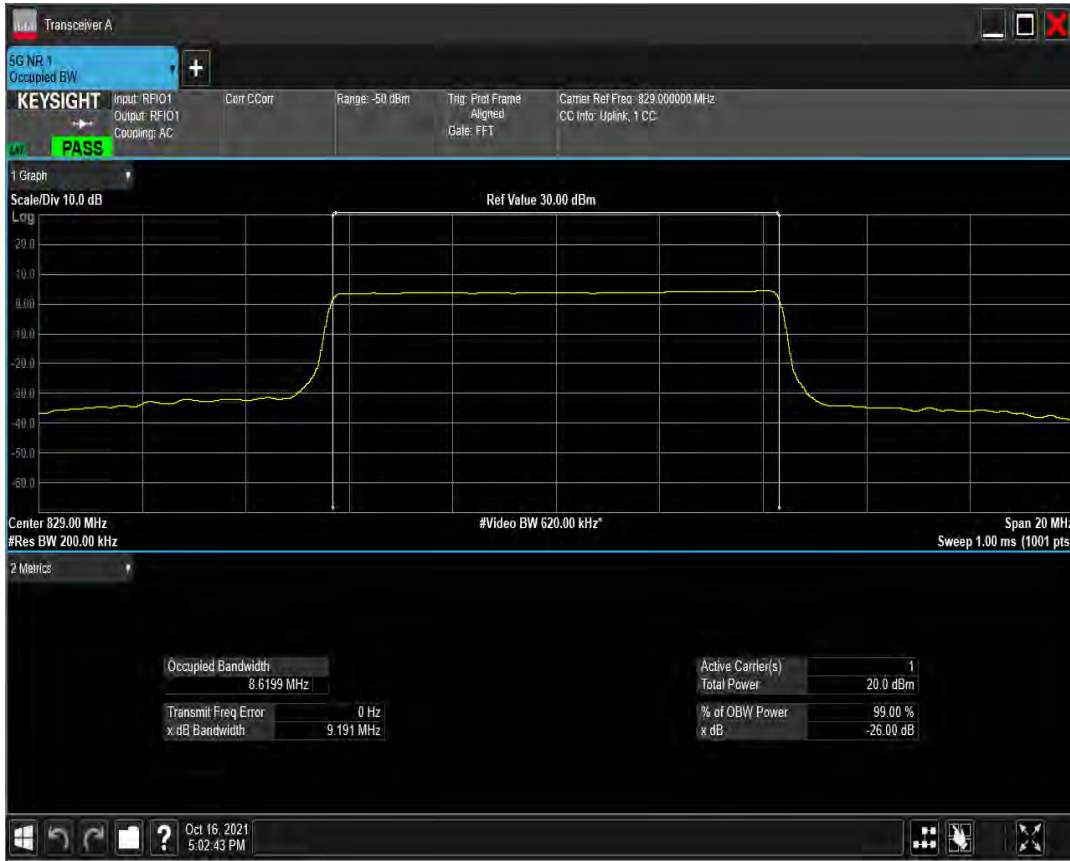 Transceiver A
5G NR 1
Occupied BW
+
KEYSIGHT
PASS
Input: RFIO1
Output: RFIO1
Coupling: AC
Corr CCorr
Range: -50 dBm
Trig: Prot Frame
Aligned
Gate: FFT
Carrier Ref Freq: 829.000000 MHz
CC Info: Uplink, 1 CC
1 Graph
Scale/Div 10.0 dB
Ref Value 30.00 dBm
Log
20.0
10.0
0.00
-10.0
-20.0
-30.0
-40.0
-50.0
-60.0
Center 829.00 MHz
#Video BW 620.00 kHz*
Span 20 MHz
#Res BW 200.00 kHz
Sweep 1.00 ms (1001 pts
2 Metrics
Occupied Bandwidth
8.6199 MHz
Transmit Freq Error 0 Hz
x dB Bandwidth 9.191 MHz
Active Carrier(s) 1
Total Power 20.0 dBm
% of OBW Power 99.00 %
x dB -26.00 dB
?
Oct 16, 2021
5:02:43 PM